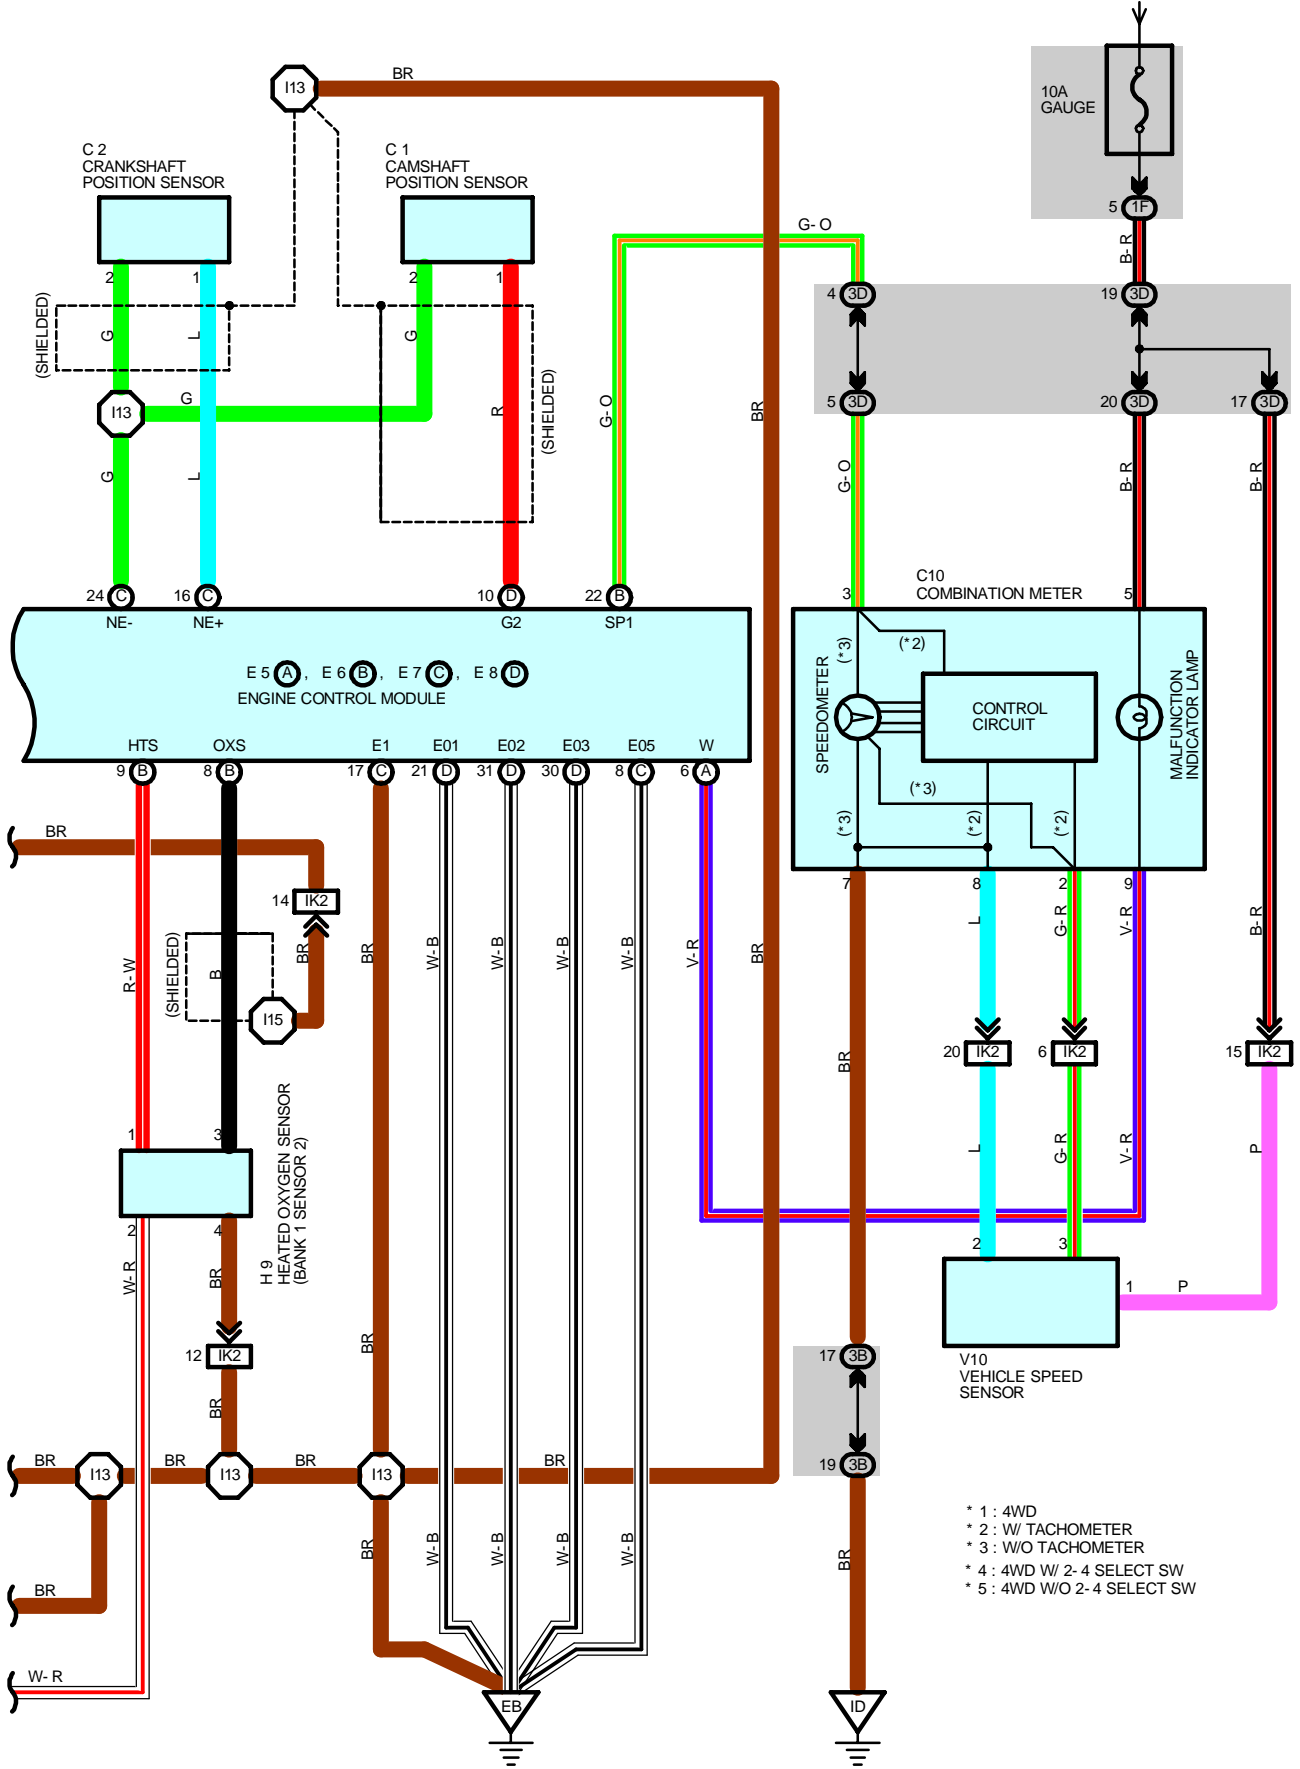 I13
BR
10A
GAUGE
C 2
CRANKSHAFT
POSITION SENSOR
C 1
CAMSHAFT
POSITION SENSOR
5 1F
G- O
B- R
2 1
2 1
4 3D
19 3D
(SHIELDED)
G
L
G
I13
G
R
(SHIELDED)
G- O
BR
5 3D
20 3D
17 3D
G
L
G- O
B- R
B- R
C10
COMBINATION METER
24 C
16 C
10 D
22 B
3
5
NE-
NE+
G2
SP1
E 5 A , E 6 B , E 7 C , E 8 D
ENGINE CONTROL MODULE
(* 3)
(* 2)
SPEEDOMETER
CONTROL
CIRCUIT
MALFUNCTION
INDICATOR LAMP
HTS
OXS
E1
E01
E02
E03
E05
W
9 B
8 B
17 C
21 D
31 D
30 D
8 C
6 A
(* 3)
(* 3)
(* 2)
(* 2)
BR
7
8
2
9
14 IK2
(SHIELDED)
R- W
B
BR
BR
W- B
W- B
W- B
W- B
V- R
BR
L
G- R
V- R
B- R
I15
BR
20 IK2
6 IK2
15 IK2
1
3
H 9
HEATED OXYGEN SENSOR
(BANK 1 SENSOR 2)
L
G- R
V- R
P
2
4
2
3
W- R
BR
1
P
BR
12 IK2
17 3B
V10
VEHICLE SPEED
SENSOR
BR
BR
I13
BR
I13
BR
I13
BR
19 3B
BR
W- B
W- B
W- B
W- B
BR
* 1 : 4WD
* 2 : W/ TACHOMETER
* 3 : W/O TACHOMETER
* 4 : 4WD W/ 2- 4 SELECT SW
* 5 : 4WD W/O 2- 4 SELECT SW
BR
W- R
EB
ID